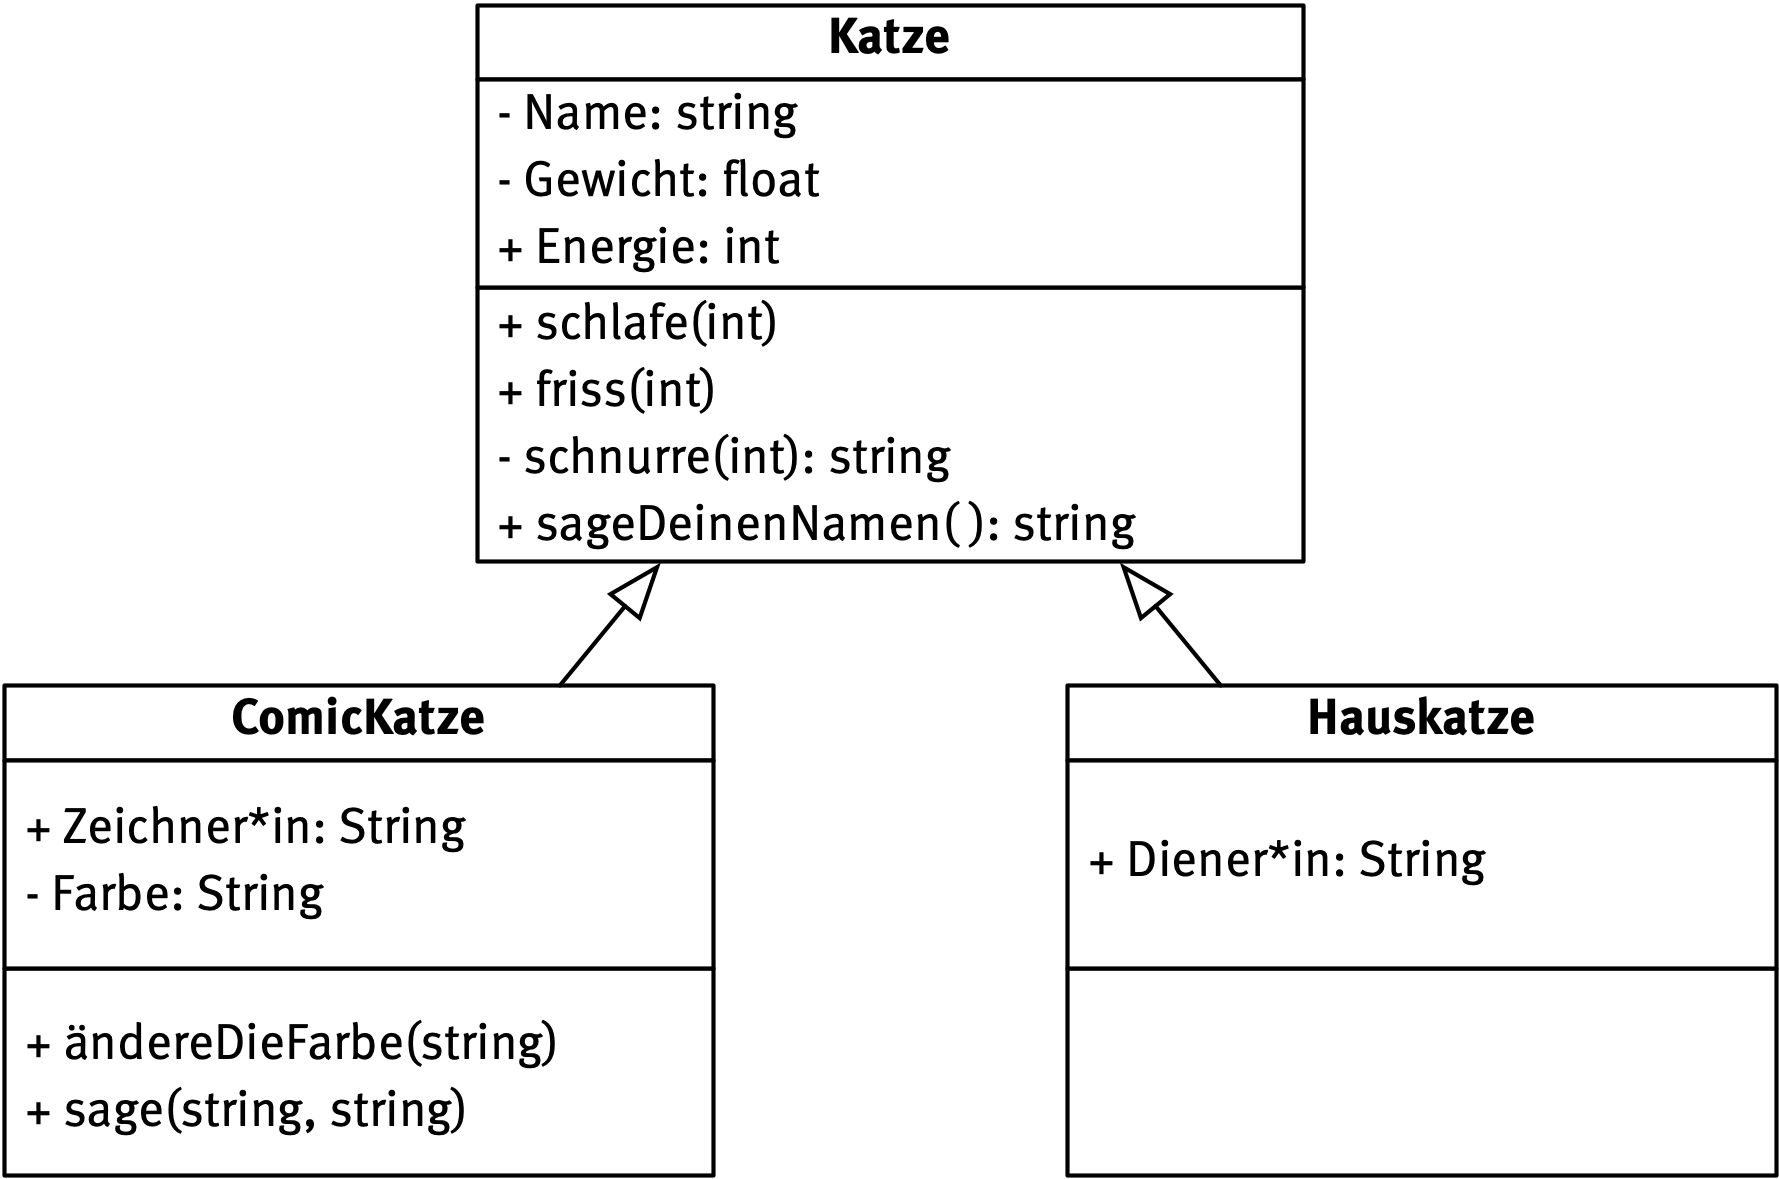 Katze
- Name: string
- Gewicht: float
+ Energie: int
+ schlafe(int)
+ friss(int)
- schnurre(int): string
+ sageDeinenNamen(): string
ComicKatze
+ Zeichner*in: String
- Farbe: String
+ ändereDieFarbe(string)
+ sage(string, string)
Hauskatze
+ Diener*in: String